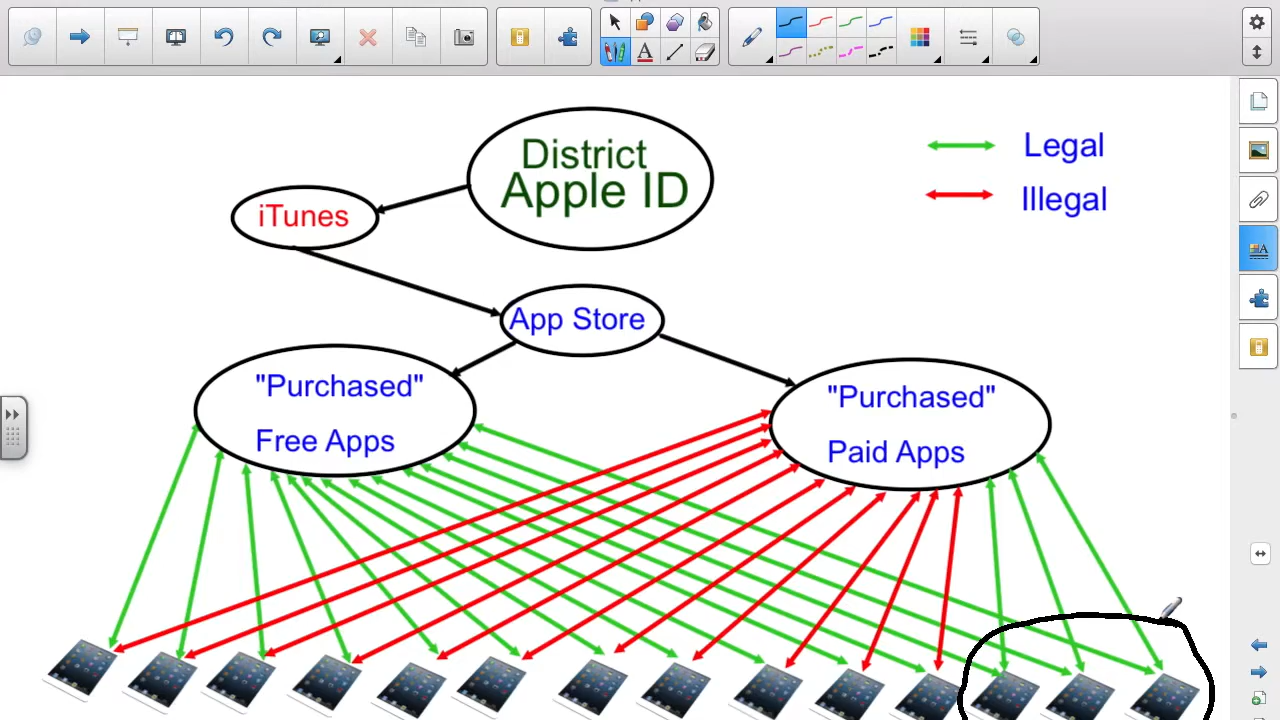 District
Apple ID
Legal
Illegal
iTunes
App Store
"Purchased"
Free Apps
"Purchased"
Paid Apps